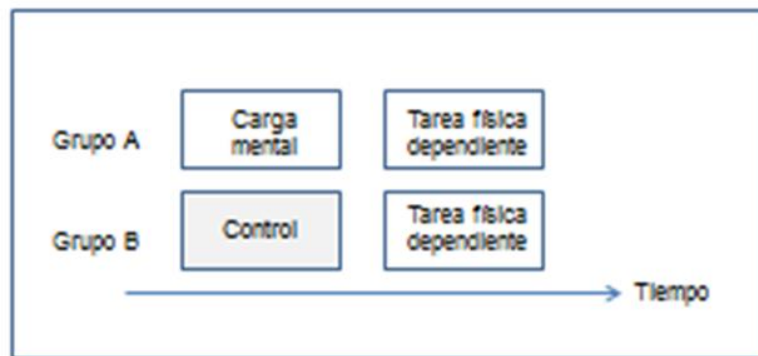 Grupo A
Carga
mental
Tarea física
dependiente
Grupo B
Control
Tarea física
dependiente
Tiempo